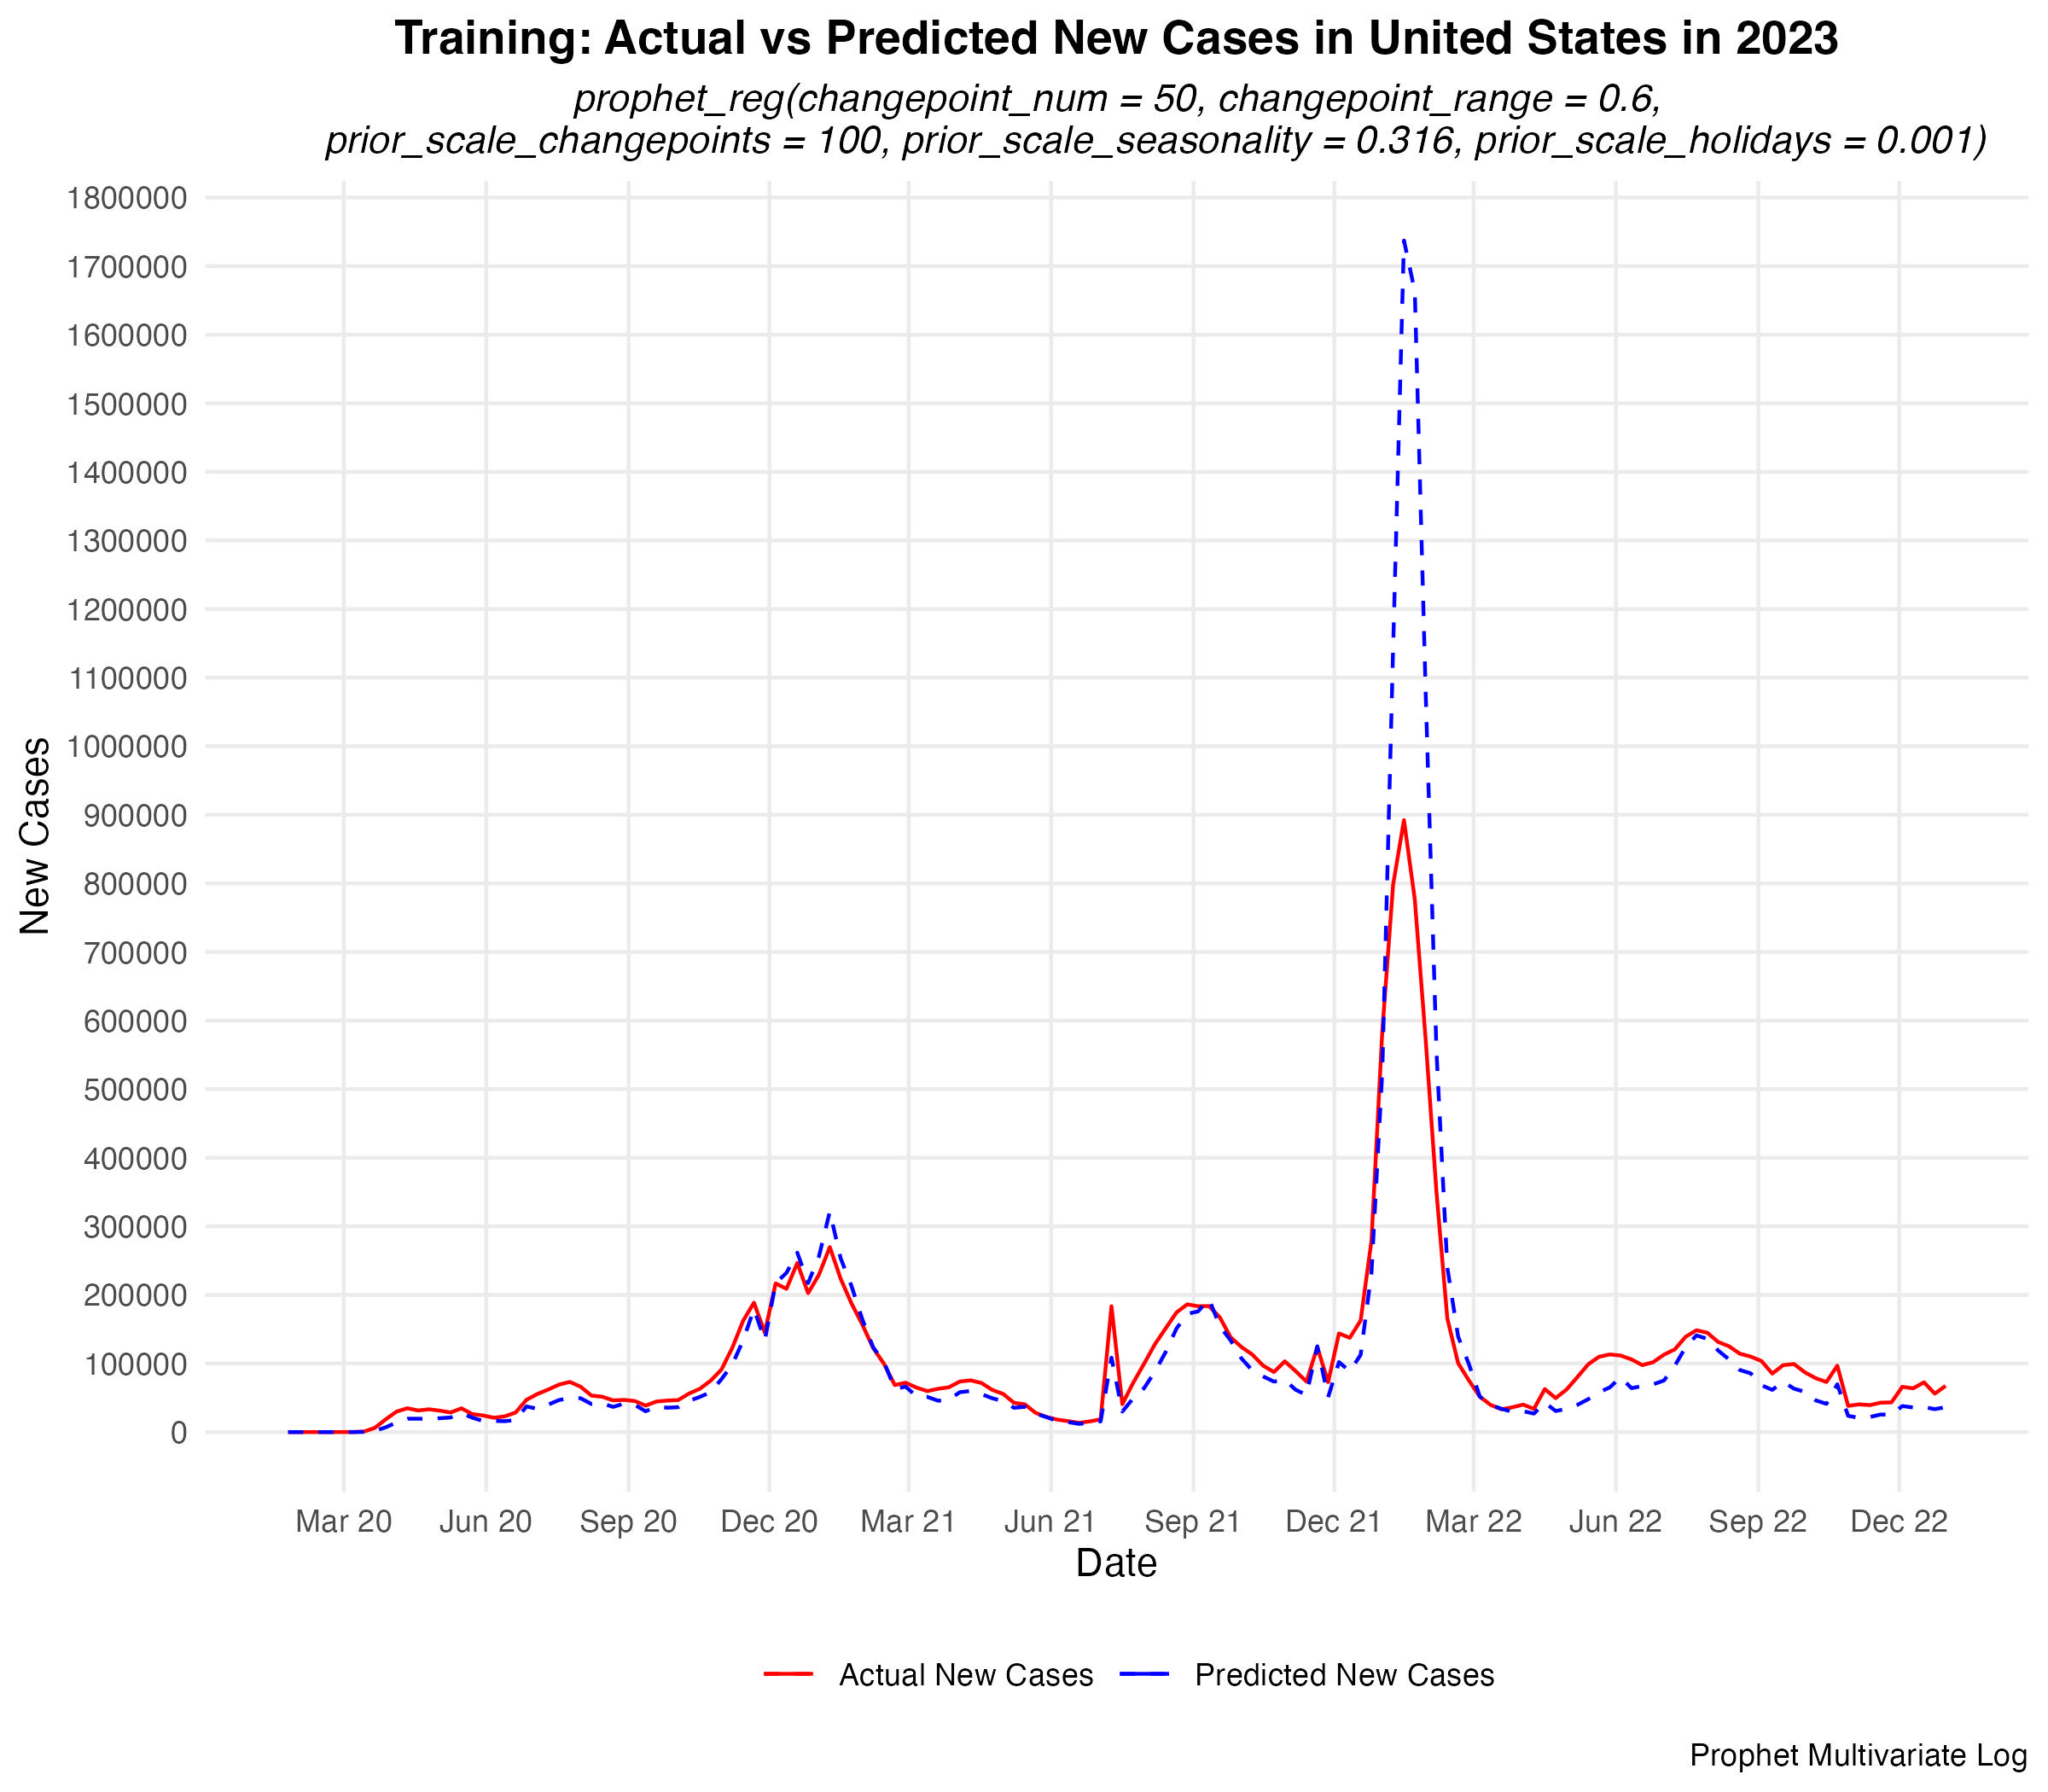 Training: Actual vs Predicted New Cases in United States in 2023
prophet_reg(changepoint_num = 50, changepoint_range = 0.6,
prior_scale_changepoints = 100, prior_scale_seasonality = 0.316, prior_scale_holidays = 0.001)
1800000
1700000
1600000
1500000
1400000
1300000
1200000
1100000
1000000
900000
800000
700000
600000
500000
400000
300000
200000
100000
0
New Cases
Mar 20 Jun 20 Sep 20 Dec 20 Mar 21 Jun 21 Sep 21 Dec 21 Mar 22 Jun 22 Sep 22 Dec 22
Date
Actual New Cases Predicted New Cases
Prophet Multivariate Log